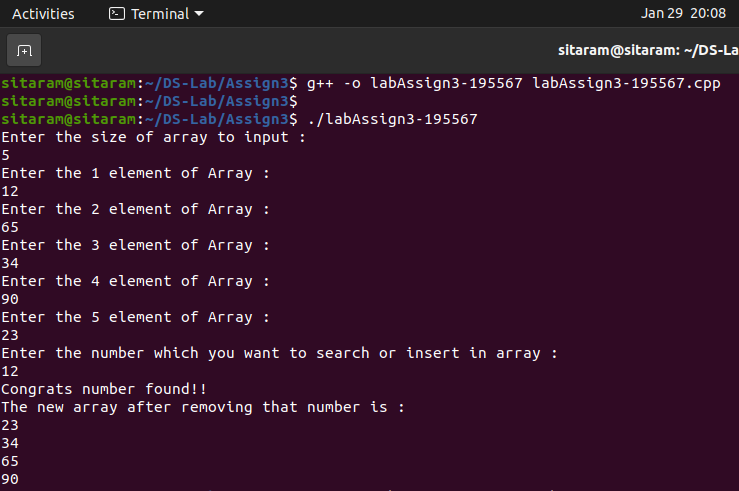 Activities Terminal Jan 29 20:08
sitaram@sitaram: ~/DS-La
sitaram@sitaram:~/DS-Lab/Assign3$ g++ -o labAssign3-195567 labAssign3-195567.cpp
sitaram@sitaram:~/DS-Lab/Assign3$
sitaram@sitaram:~/DS-Lab/Assign3$ ./labAssign3-195567
Enter the size of array to input :
5
Enter the 1 element of Array :
12
Enter the 2 element of Array :
65
Enter the 3 element of Array :
34
Enter the 4 element of Array :
90
Enter the 5 element of Array :
23
Enter the number which you want to search or insert in array :
12
Congrats number found!!
The new array after removing that number is :
23
34
65
90